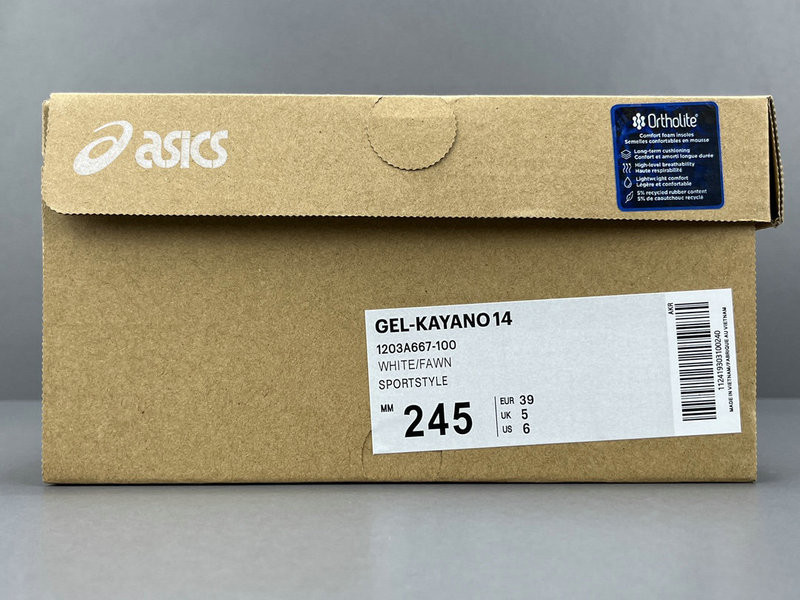 asics
Ortholite®
Comfort foam insoles
Semelles confortables en mousse
Long-term cushioning
Confort et amorti longue durée
High-level breathability
Haute respirabilité
Lightweight comfort
Légère et confortable
5% recycled rubber content
5% de caoutchouc recyclé
GEL-KAYANO 14
1203A667-100
WHITE/FAWN
SPORTSTYLE
MM 245
EUR 39
UK 5
US 6
AKR
112419303100240
MADE IN VIETNAM/FABRIQUE AU VIETNAM